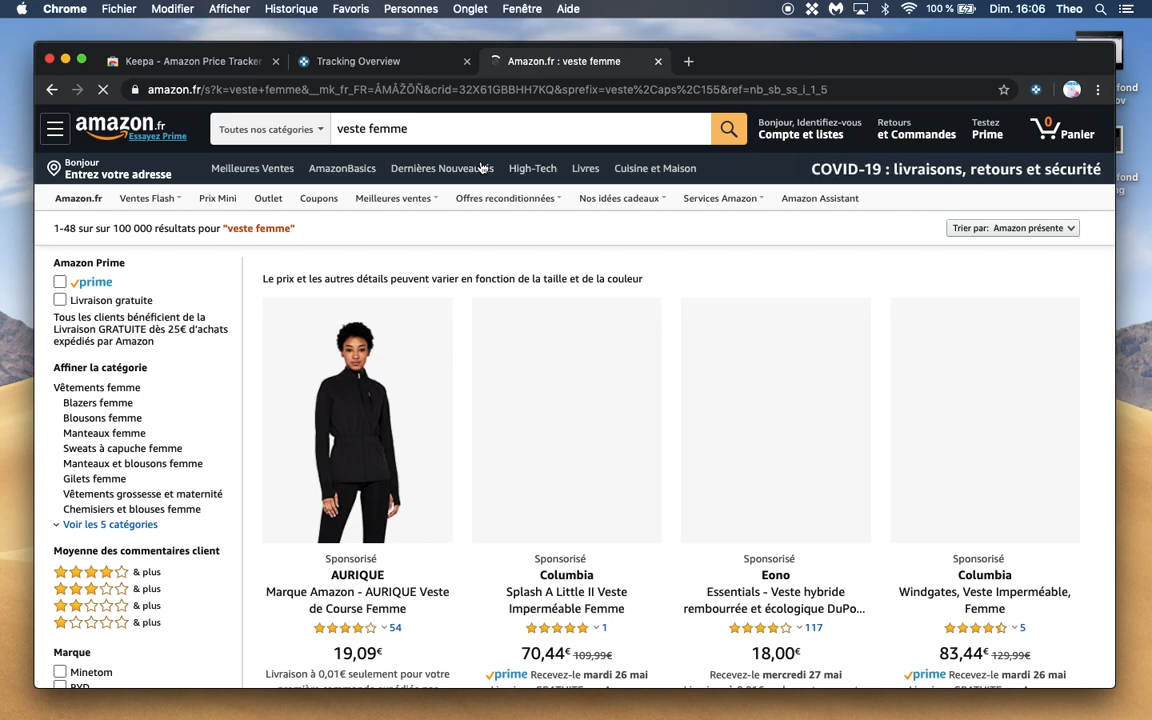 Chrome Fichier Modifier Afficher Historique Favoris Personnes Onglet Fenêtre Aide 100 % Dim. 16:06 Theo
Keepa - Amazon Price Tracker
Tracking Overview
Amazon.fr : veste femme
amazon.fr/s?k=veste+femme&__mk_fr_FR=ÅMÅŽÕÑ&crid=32X61GBBHH7KQ&sprefix=veste%2Caps%2C155&ref=nb_sb_ss_i_1_5
amazon.fr
Essayez Prime
Toutes nos catégories
veste femme
Bonjour, Identifiez-vous
Compte et listes
Retours
et Commandes
Testez
Prime
0
Panier
Bonjour
Entrez votre adresse
Meilleures Ventes AmazonBasics Dernières Nouveautés High-Tech Livres Cuisine et Maison
COVID-19 : livraisons, retours et sécurité
Amazon.fr Ventes Flash Prix Mini Outlet Coupons Meilleures ventes Offres reconditionnées Nos idées cadeaux Services Amazon Amazon Assistant
1-48 sur sur 100 000 résultats pour "veste femme"
Trier par: Amazon présente
Amazon Prime
prime
Livraison gratuite
Tous les clients bénéficient de la
Livraison GRATUITE dès 25€ d'achats
expédiés par Amazon
Affiner la catégorie
Vêtements femme
Blazers femme
Blousons femme
Manteaux femme
Sweats à capuche femme
Manteaux et blousons femme
Gilets femme
Vêtements grossesse et maternité
Chemisiers et blouses femme
Voir les 5 catégories
Moyenne des commentaires client
& plus
& plus
& plus
& plus
Marque
Minetom
Le prix et les autres détails peuvent varier en fonction de la taille et de la couleur
Sponsorisé
AURIQUE
Marque Amazon - AURIQUE Veste
de Course Femme
54
19,09€
Livraison à 0,01€ seulement pour votre
Sponsorisé
Columbia
Splash A Little II Veste
Imperméable Femme
1
70,44€ 109,99€
prime Recevez-le mardi 26 mai
Sponsorisé
Eono
Essentials - Veste hybride
rembourrée et écologique DuPo...
117
18,00€
Recevez-le mercredi 27 mai
Sponsorisé
Columbia
Windgates, Veste Imperméable,
Femme
5
83,44€ 129,99€
prime Recevez-le mardi 26 mai